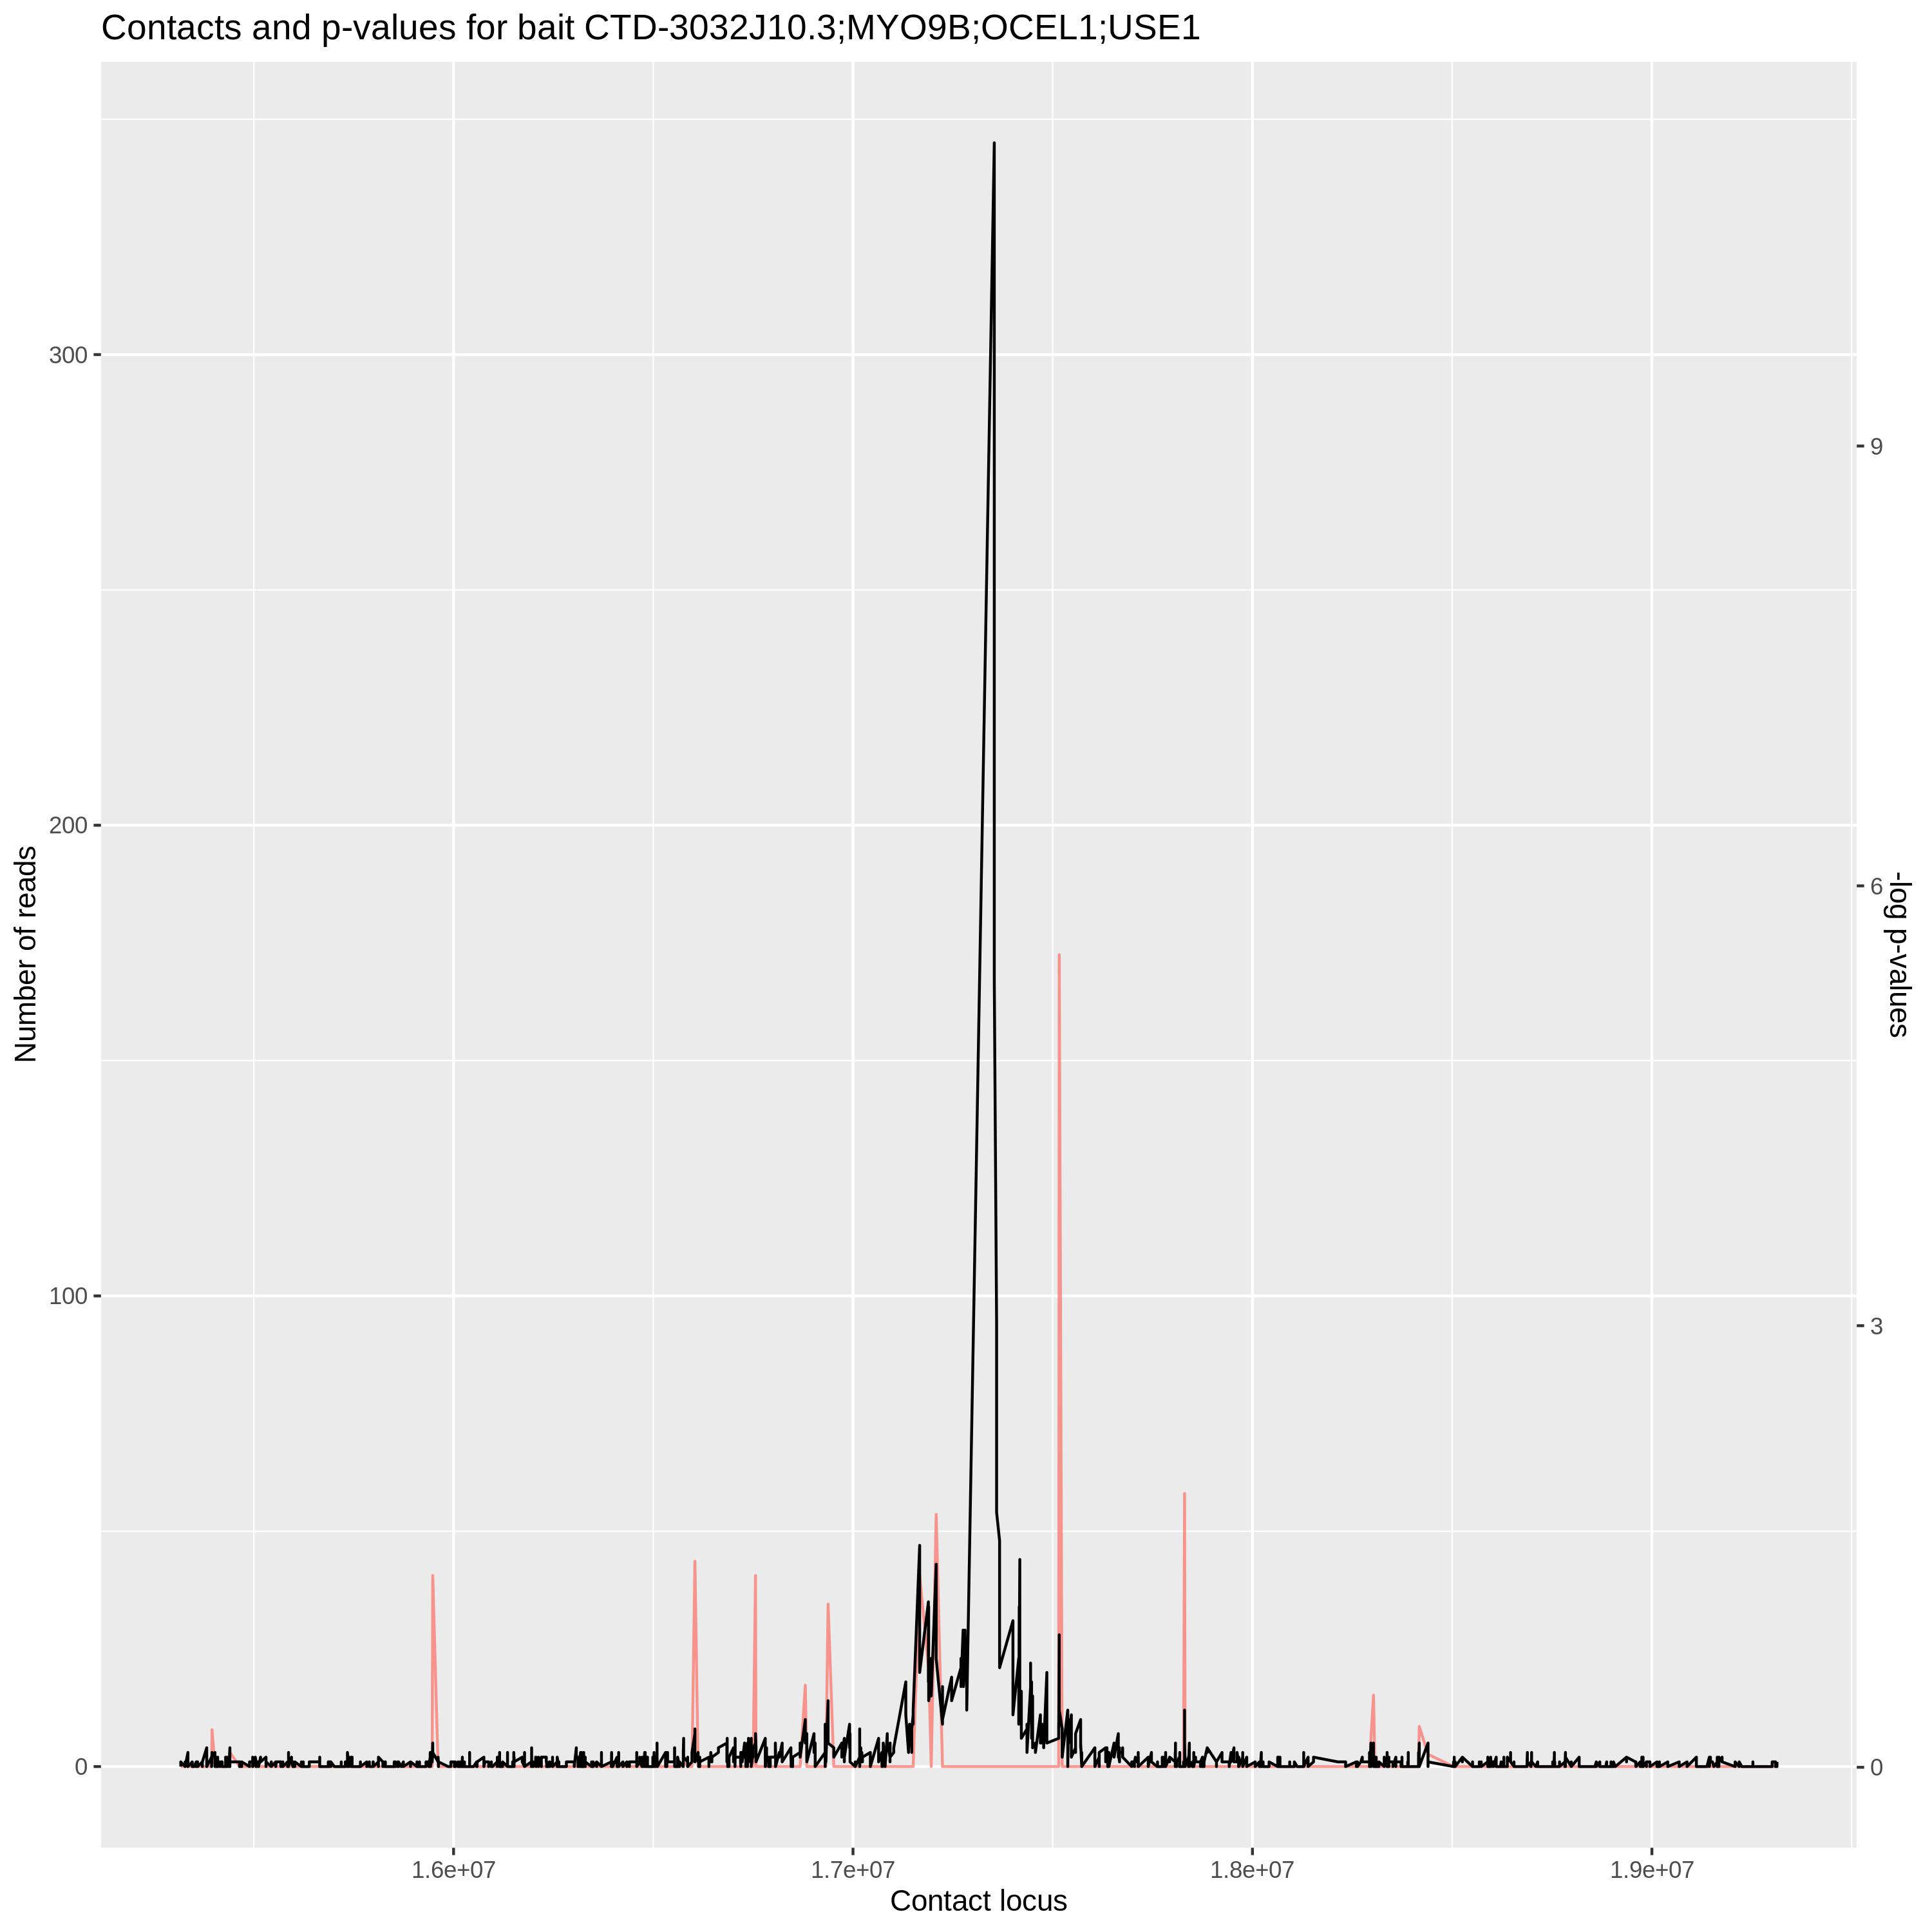 Contacts and p-values for bait CTD-3032J10.3;MYO9B;OCEL1;USE1
300
200
100
0
Number of reads
9
6
3
0
-log p-values
1.6e+07 1.7e+07 1.8e+07 1.9e+07
Contact locus